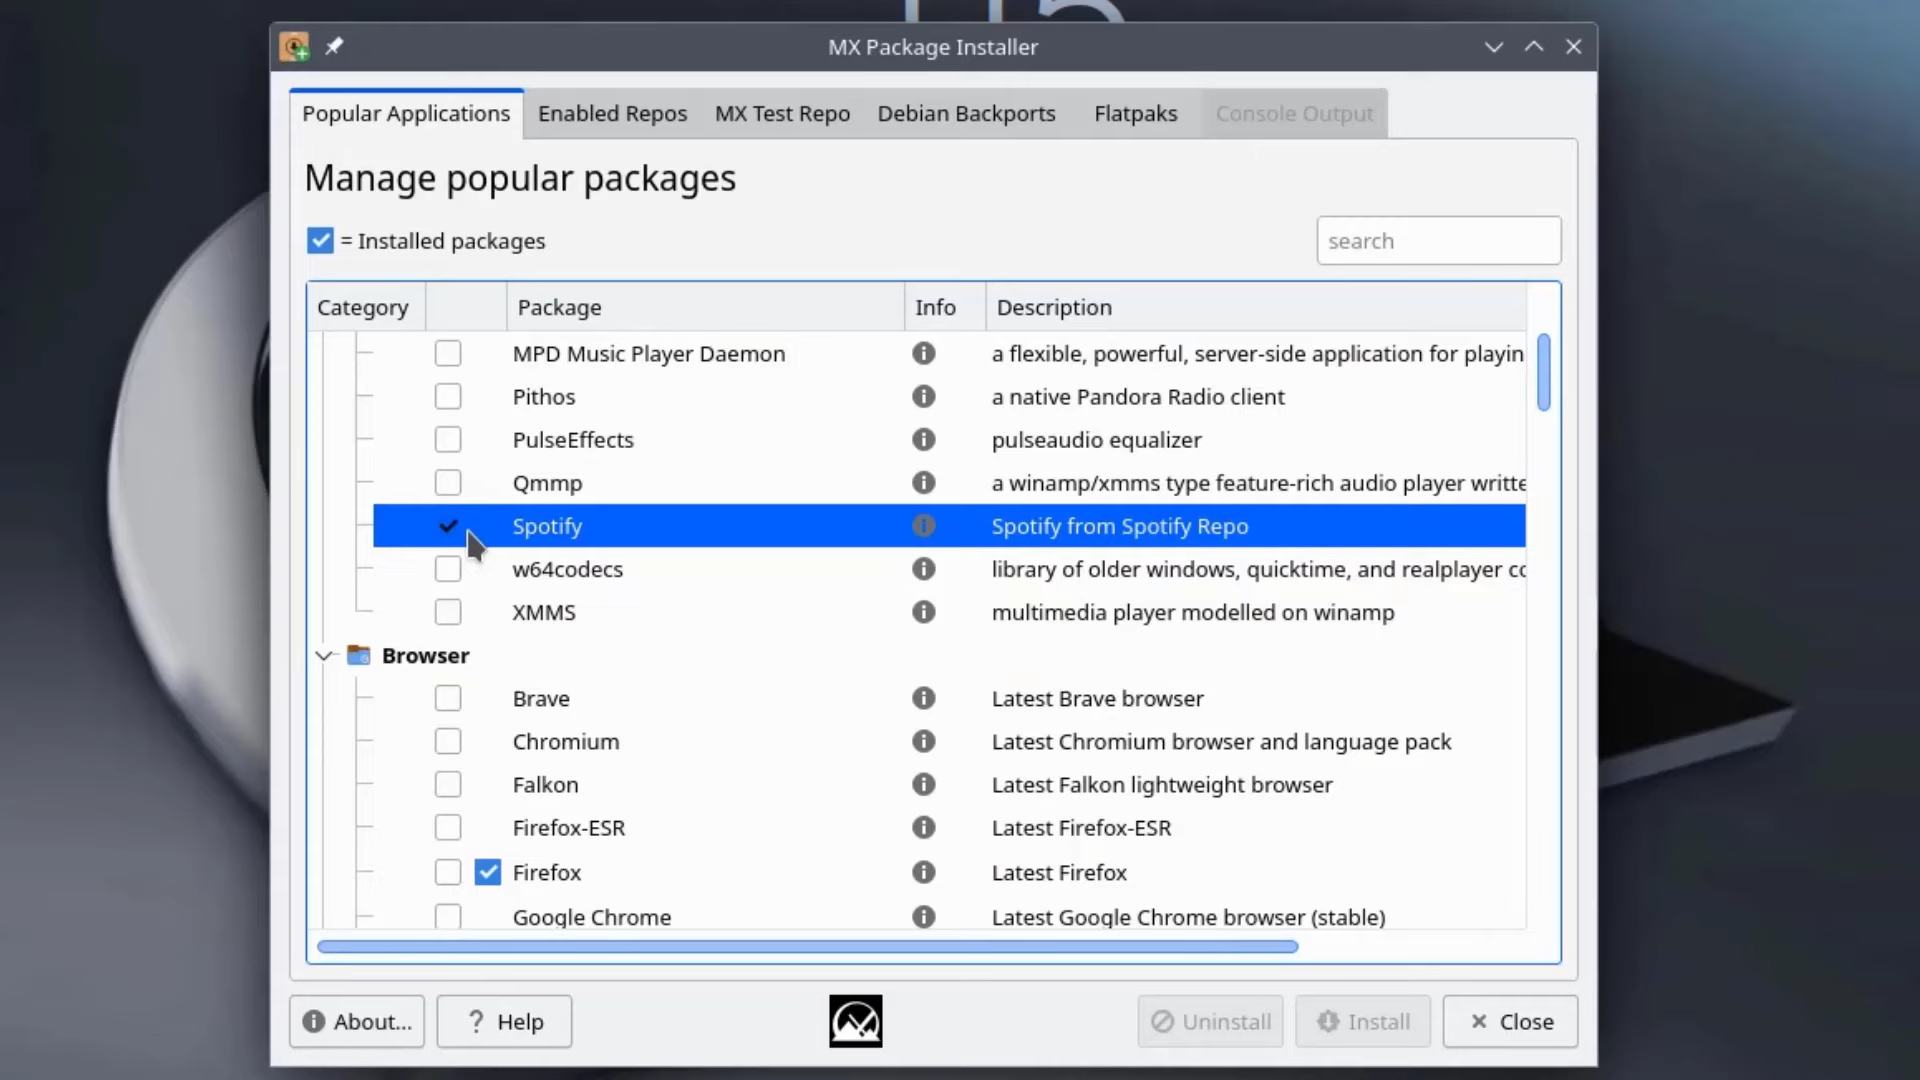 MX Package Installer
Popular Applications Enabled Repos MX Test Repo Debian Backports Flatpaks Console Output
Manage popular packages
= Installed packages
search
Category Package Info Description
MPD Music Player Daemon a flexible, powerful, server-side application for playin
Pithos a native Pandora Radio client
PulseEffects pulseaudio equalizer
Qmmp a winamp/xmms type feature-rich audio player writte
Spotify Spotify from Spotify Repo
w64codecs library of older windows, quicktime, and realplayer co
XMMS multimedia player modelled on winamp
Browser
Brave Latest Brave browser
Chromium Latest Chromium browser and language pack
Falkon Latest Falkon lightweight browser
Firefox-ESR Latest Firefox-ESR
Firefox Latest Firefox
Google Chrome Latest Google Chrome browser (stable)
About... ? Help Uninstall Install Close